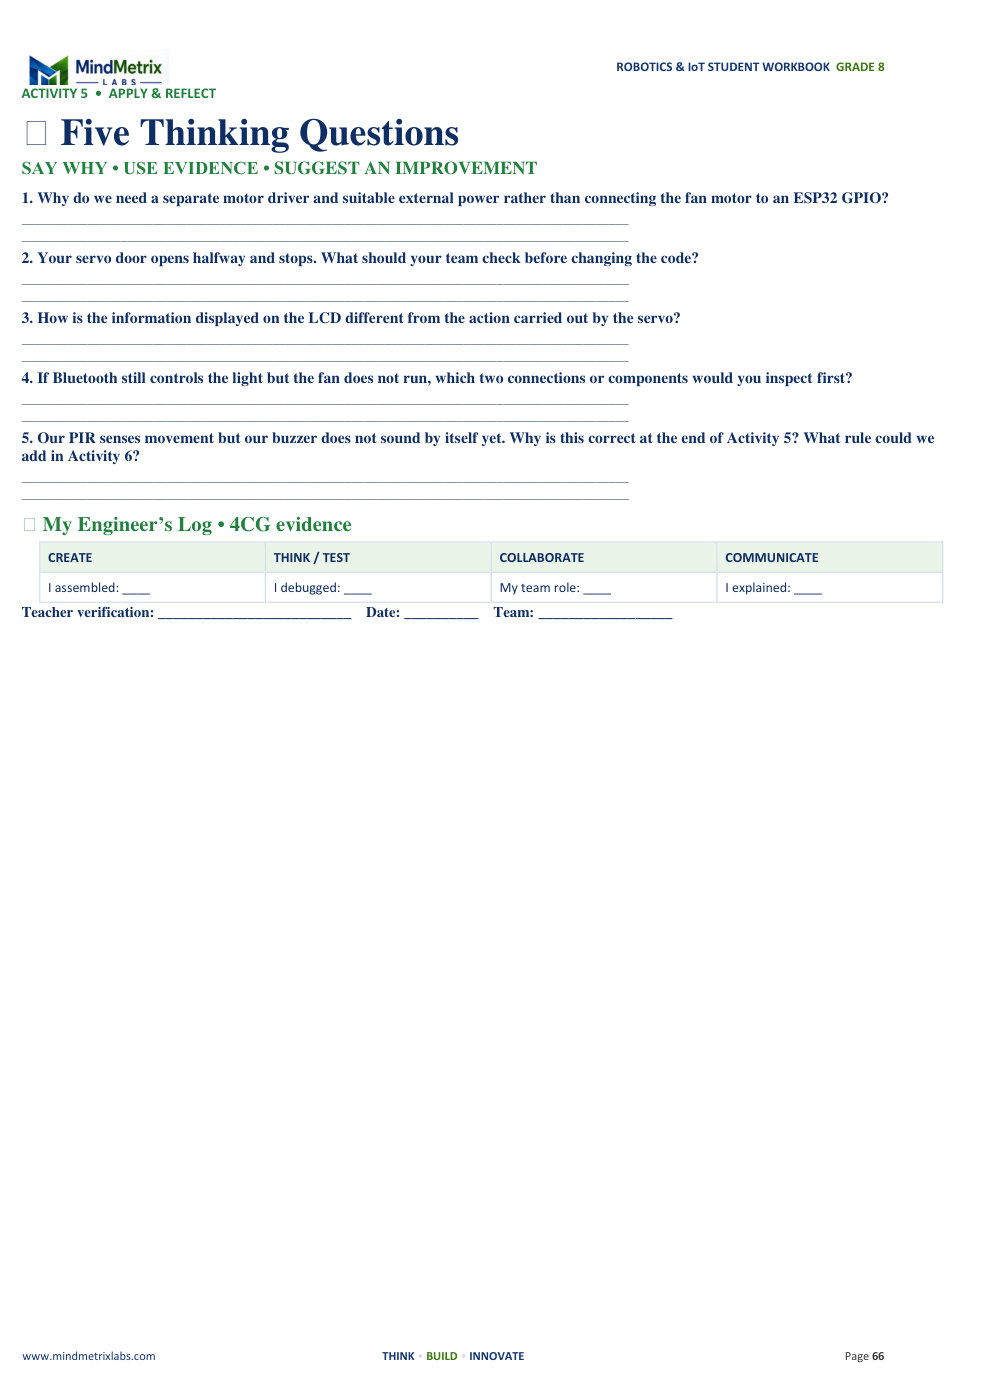 MindMetrix
LABS
ROBOTICS & IoT STUDENT WORKBOOK GRADE 8
ACTIVITY 5 • APPLY & REFLECT
Five Thinking Questions
SAY WHY • USE EVIDENCE • SUGGEST AN IMPROVEMENT
1. Why do we need a separate motor driver and suitable external power rather than connecting the fan motor to an ESP32 GPIO?
2. Your servo door opens halfway and stops. What should your team check before changing the code?
3. How is the information displayed on the LCD different from the action carried out by the servo?
4. If Bluetooth still controls the light but the fan does not run, which two connections or components would you inspect first?
5. Our PIR senses movement but our buzzer does not sound by itself yet. Why is this correct at the end of Activity 5? What rule could we
add in Activity 6?
My Engineer’s Log • 4CG evidence
CREATE THINK / TEST COLLABORATE COMMUNICATE
I assembled: ____ I debugged: ____ My team role: ____ I explained: ____
Teacher verification: __________________________ Date: __________ Team: __________________
www.mindmetrixlabs.com THINK • BUILD • INNOVATE Page 66